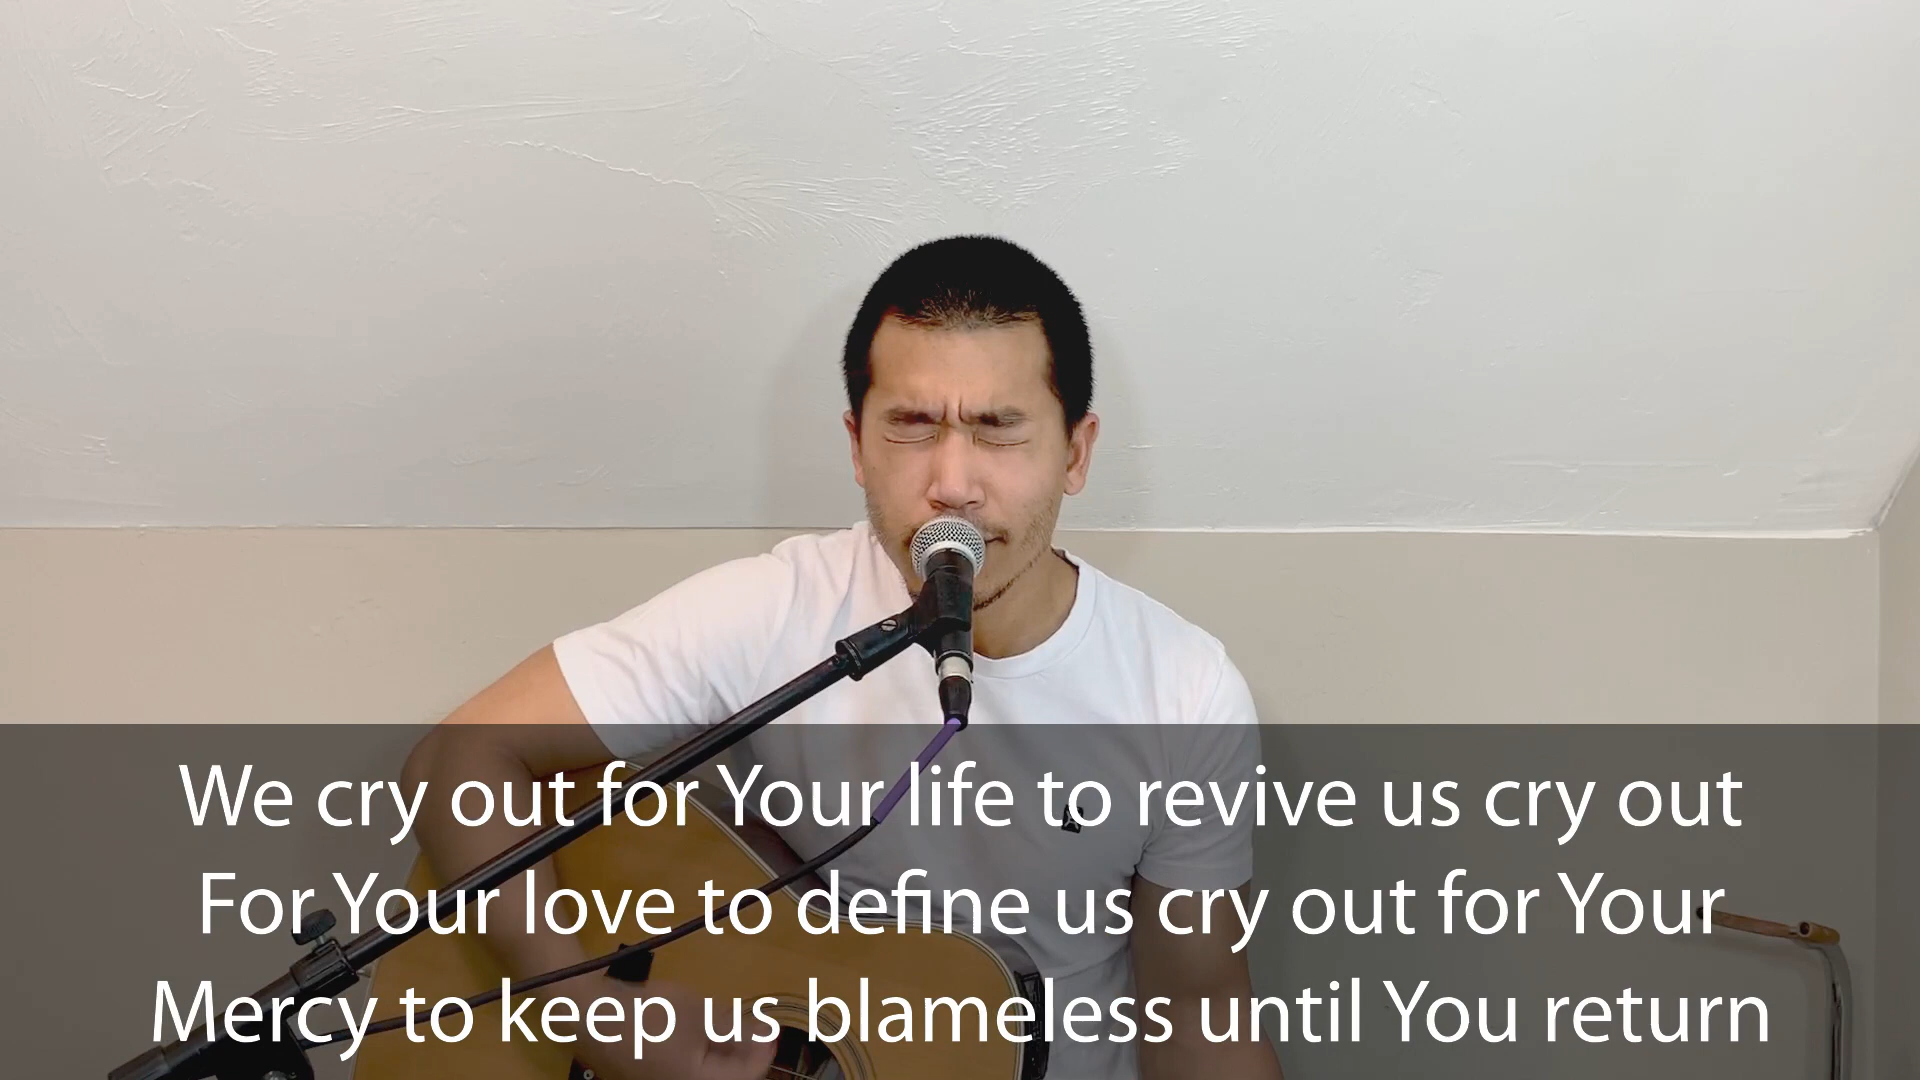 We cry out for Your life to revive us cry out
For Your love to define us cry out for Your
Mercy to keep us blameless until You return